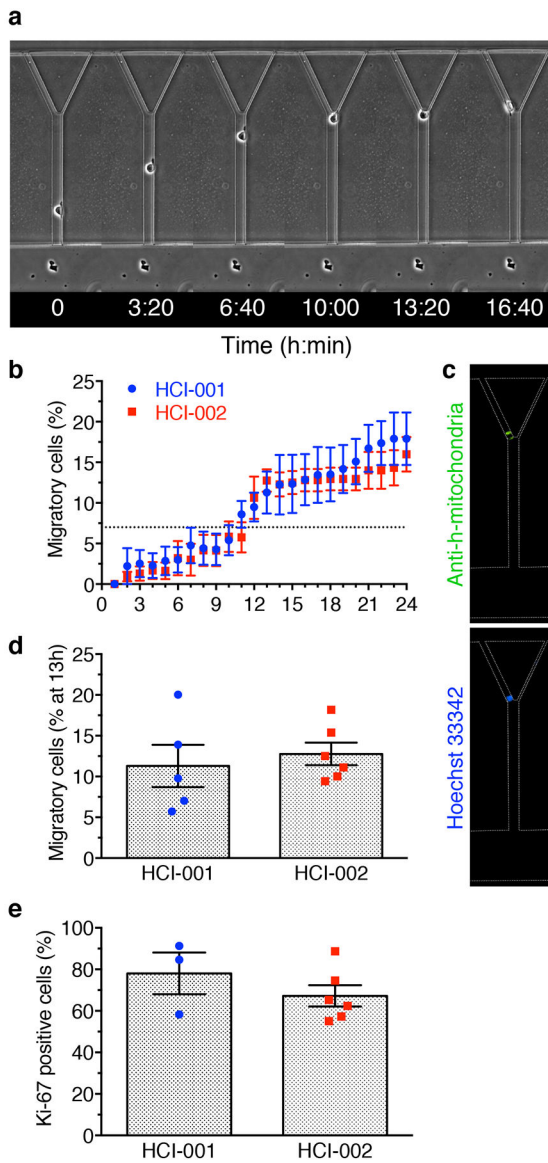 a
0 3:20 6:40 10:00 13:20 16:40
Time (h:min)
b
Migratory cells (%)
25
20
15
10
5
0
HCI-001
HCI-002
0 3 6 9 12 15 18 21 24
c
Anti-h-mitochondria
Hoechst 33342
d
Migratory cells (% at 13h)
25
20
15
10
5
0
HCI-001 HCI-002
e
Ki-67 positive cells (%)
100
80
60
40
20
0
HCI-001 HCI-002